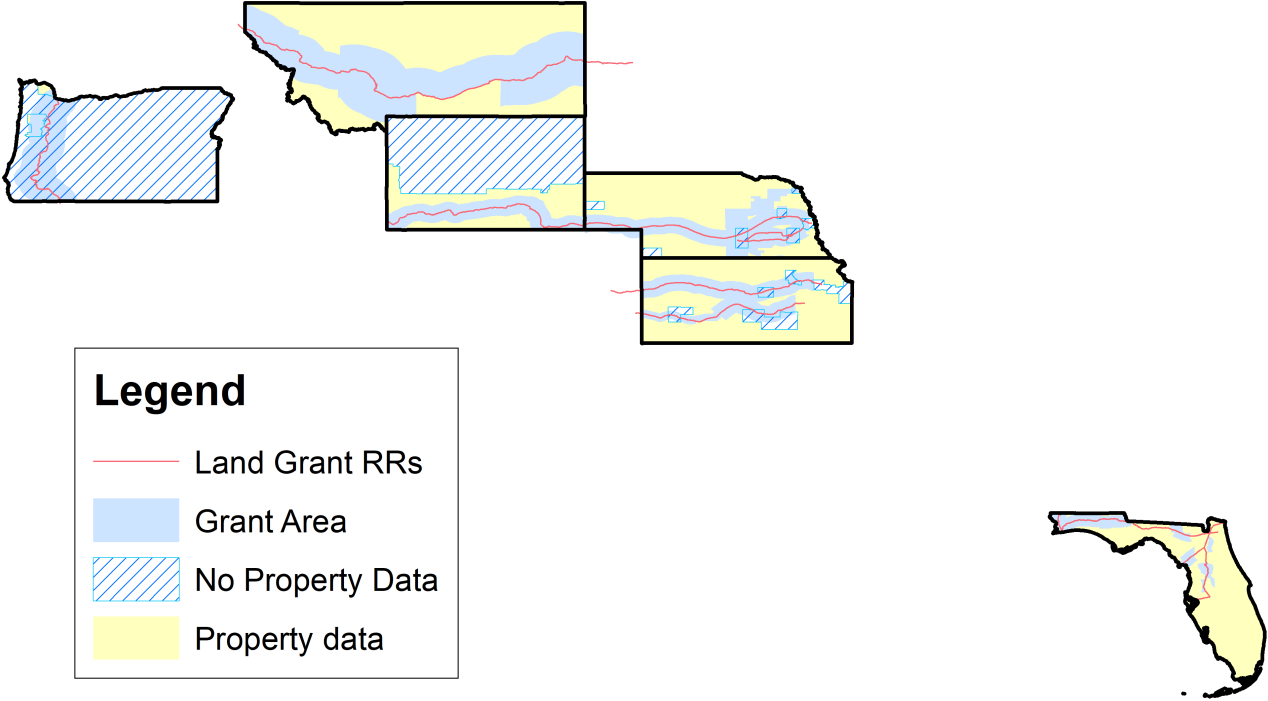 Legend
Land Grant RRs
Grant Area
No Property Data
Property data